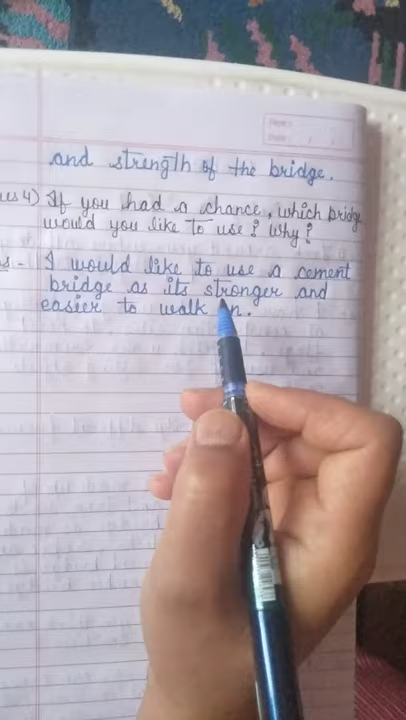 and strength of the bridge.
4) If you had a chance, which bridge
would you like to use? Why?
I would like to use a cement
bridge as its stronger and
easier to walk on.